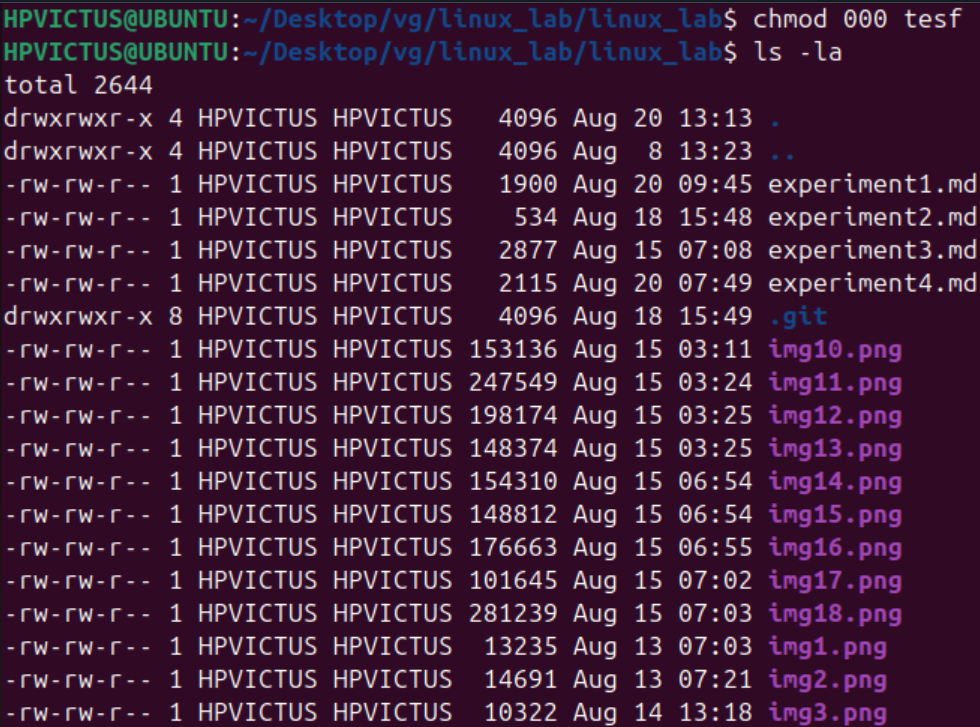 HPVICTUS@UBUNTU:~/Desktop/vg/linux_lab/linux_lab$ chmod 000 tesf
HPVICTUS@UBUNTU:~/Desktop/vg/linux_lab/linux_lab$ ls -la
total 2644
drwxrwxr-x 4 HPVICTUS HPVICTUS   4096 Aug 20 13:13 .
drwxrwxr-x 4 HPVICTUS HPVICTUS   4096 Aug  8 13:23 ..
-rw-rw-r-- 1 HPVICTUS HPVICTUS   1900 Aug 20 09:45 experiment1.md
-rw-rw-r-- 1 HPVICTUS HPVICTUS    534 Aug 18 15:48 experiment2.md
-rw-rw-r-- 1 HPVICTUS HPVICTUS   2877 Aug 15 07:08 experiment3.md
-rw-rw-r-- 1 HPVICTUS HPVICTUS   2115 Aug 20 07:49 experiment4.md
drwxrwxr-x 8 HPVICTUS HPVICTUS   4096 Aug 18 15:49 .git
-rw-rw-r-- 1 HPVICTUS HPVICTUS 153136 Aug 15 03:11 img10.png
-rw-rw-r-- 1 HPVICTUS HPVICTUS 247549 Aug 15 03:24 img11.png
-rw-rw-r-- 1 HPVICTUS HPVICTUS 198174 Aug 15 03:25 img12.png
-rw-rw-r-- 1 HPVICTUS HPVICTUS 148374 Aug 15 03:25 img13.png
-rw-rw-r-- 1 HPVICTUS HPVICTUS 154310 Aug 15 06:54 img14.png
-rw-rw-r-- 1 HPVICTUS HPVICTUS 148812 Aug 15 06:54 img15.png
-rw-rw-r-- 1 HPVICTUS HPVICTUS 176663 Aug 15 06:55 img16.png
-rw-rw-r-- 1 HPVICTUS HPVICTUS 101645 Aug 15 07:02 img17.png
-rw-rw-r-- 1 HPVICTUS HPVICTUS 281239 Aug 15 07:03 img18.png
-rw-rw-r-- 1 HPVICTUS HPVICTUS  13235 Aug 13 07:03 img1.png
-rw-rw-r-- 1 HPVICTUS HPVICTUS  14691 Aug 13 07:21 img2.png
-rw-rw-r-- 1 HPVICTUS HPVICTUS  10322 Aug 14 13:18 img3.png